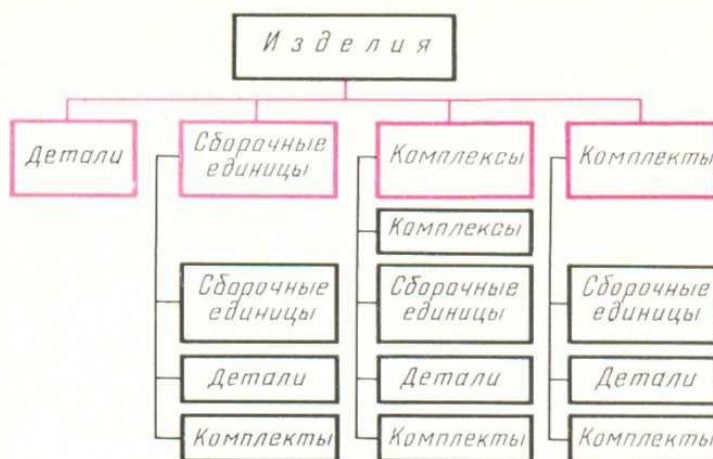 Изделия
Детали
Сборочные
единицы
Комплексы
Комплекты
Комплексы
Сборочные
единицы
Сборочные
единицы
Сборочные
единицы
Детали
Детали
Детали
Комплекты
Комплекты
Комплекты